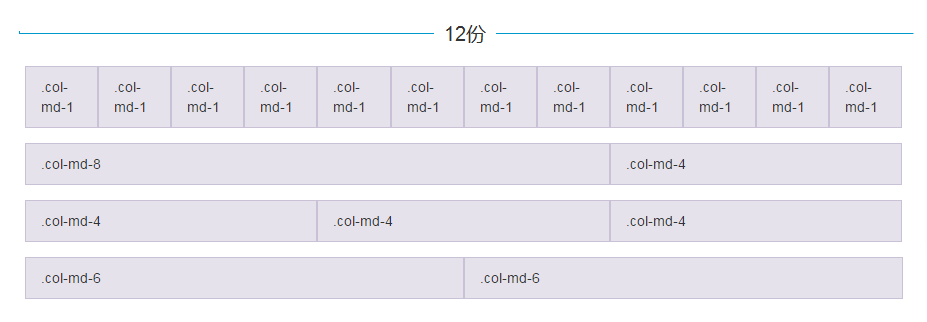 12份
.col- .col- .col- .col- .col- .col- .col- .col- .col- .col- .col- .col-
md-1 md-1 md-1 md-1 md-1 md-1 md-1 md-1 md-1 md-1 md-1 md-1
.col-md-8 .col-md-4
.col-md-4 .col-md-4 .col-md-4
.col-md-6 .col-md-6